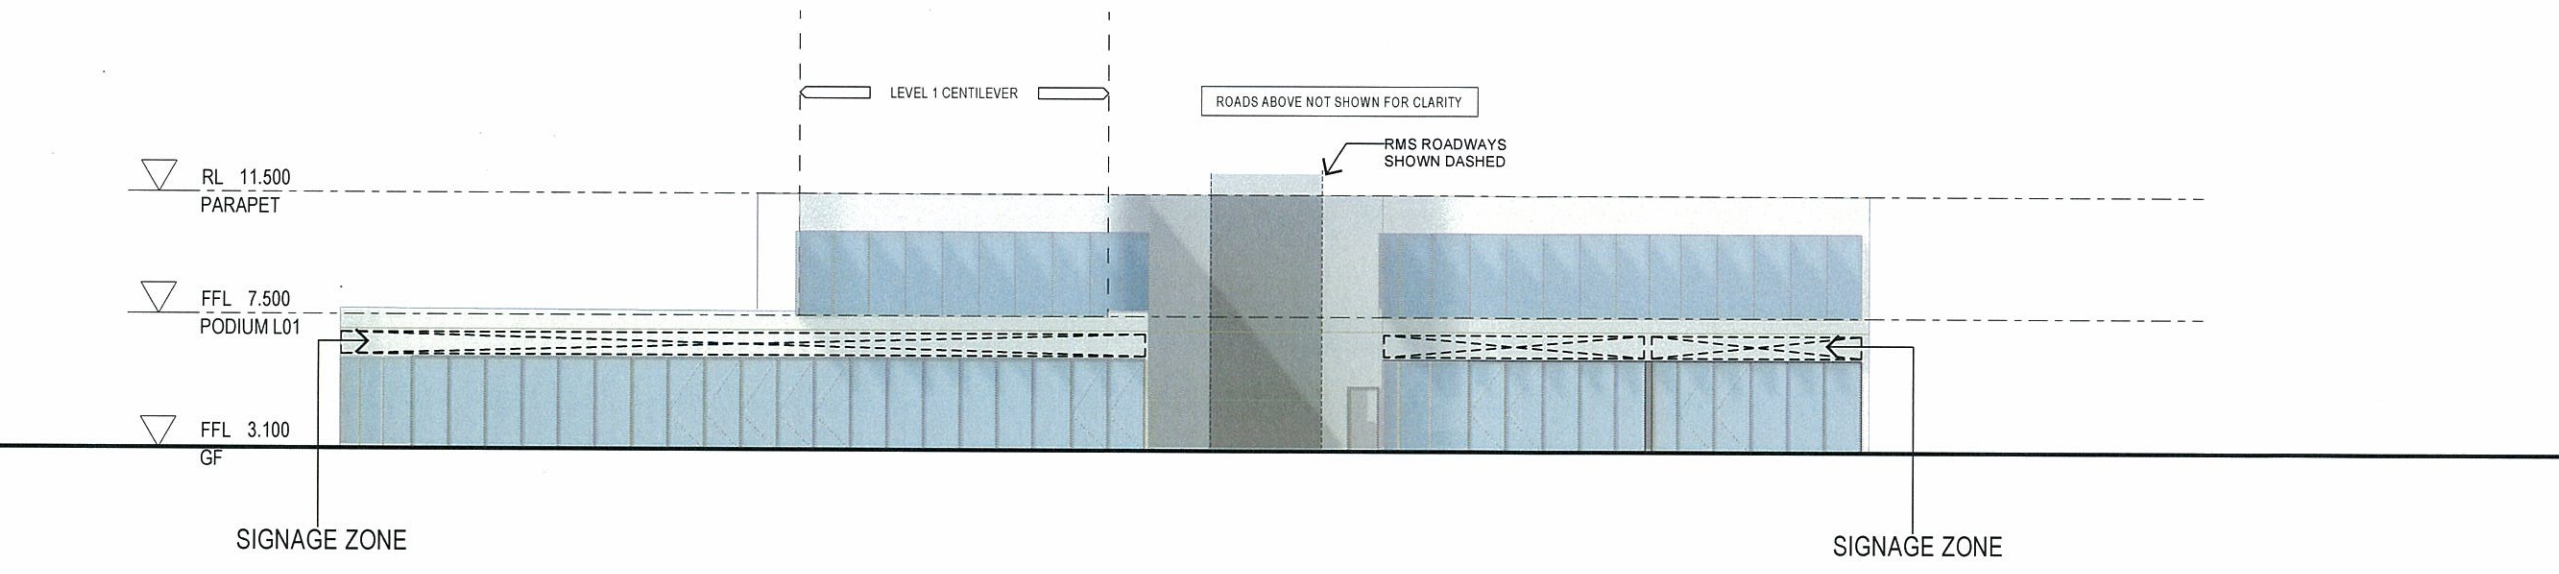 LEVEL 1 CENTILEVER
ROADS ABOVE NOT SHOWN FOR CLARITY
RMS ROADWAYS
SHOWN DASHED
RL 11.500
PARAPET
FFL 7.500
PODIUM L01
FFL 3.100
GF
SIGNAGE ZONE
SIGNAGE ZONE